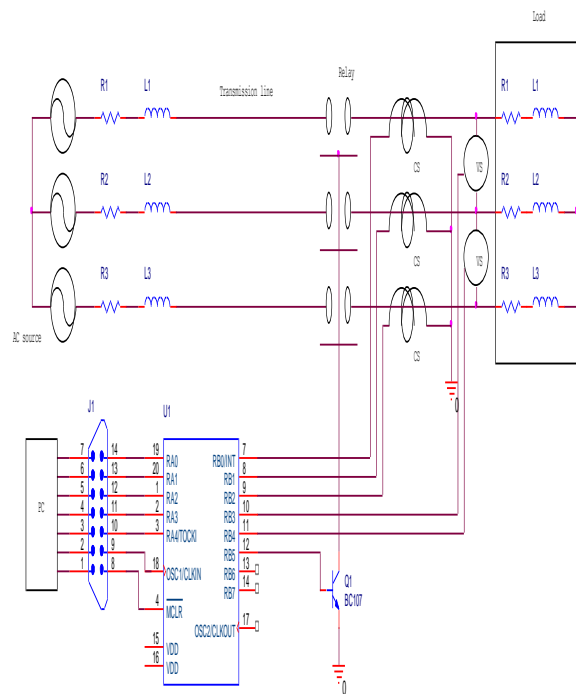 Load
Relay
R1 L1 Transmission line R1 L1
CS VS
R2 L2 R2 L2
CS VS
R3 L3 R3 L3
AC source
CS
0
J1 U1
7 14 19 RA0 RB0/INT 7
6 13 20 RA1 RB1 8
5 12 1 RA2 RB2 9
PC 4 11 2 RA3 RB3 10
3 10 3 RA4/TOCKI RB4 11
2 9 RB5 12
1 8 18 OSC1/CLKIN RB6 13
RB7 14
Q1
BC107
4 MCLR
OSC2/CLKOUT 17
15 VDD
16 VDD
0